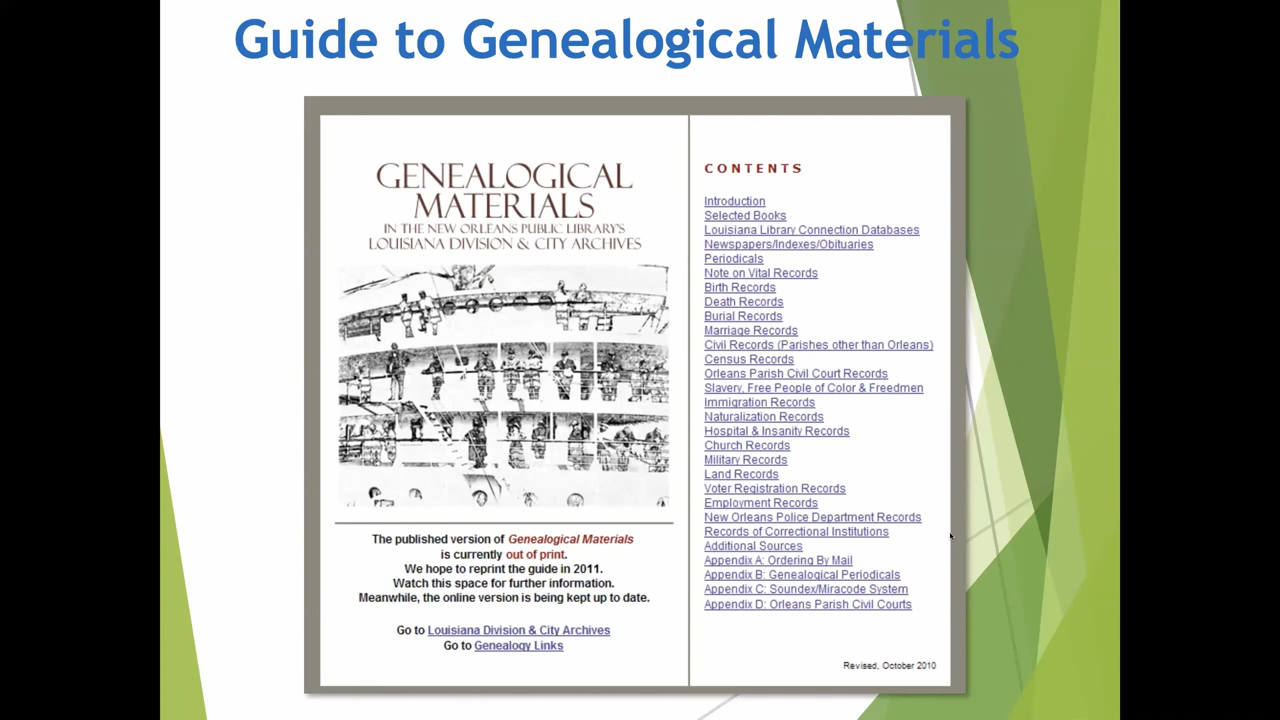 Guide to Genealogical Materials
GENEALOGICAL
MATERIALS
IN THE NEW ORLEANS PUBLIC LIBRARY'S
LOUISIANA DIVISION & CITY ARCHIVES
The published version of Genealogical Materials
is currently out of print.
We hope to reprint the guide in 2011.
Watch this space for further information.
Meanwhile, the online version is being kept up to date.
Go to Louisiana Division & City Archives
Go to Genealogy Links
CONTENTS
Introduction
Selected Books
Louisiana Library Connection Databases
Newspapers/Indexes/Obituaries
Periodicals
Note on Vital Records
Birth Records
Death Records
Burial Records
Marriage Records
Civil Records (Parishes other than Orleans)
Census Records
Orleans Parish Civil Court Records
Slavery, Free People of Color & Freedmen
Immigration Records
Naturalization Records
Hospital & Insanity Records
Church Records
Military Records
Land Records
Voter Registration Records
Employment Records
New Orleans Police Department Records
Records of Correctional Institutions
Additional Sources
Appendix A: Ordering By Mail
Appendix B: Genealogical Periodicals
Appendix C: Soundex/Miracode System
Appendix D: Orleans Parish Civil Courts
Revised, October 2010